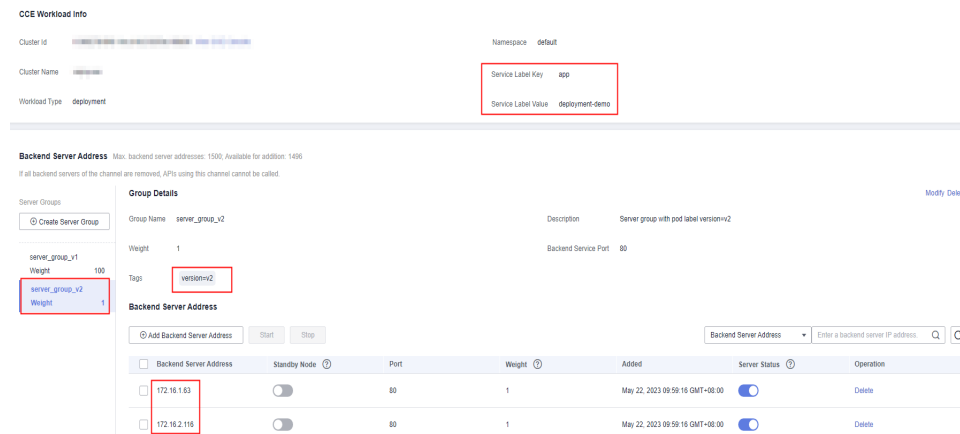 CCE Workload Info
Cluster Id
Namespace default
Cluster Name
Service Label Key app
Workload Type deployment
Service Label Value deployment-demo
Backend Server Address Max. backend server addresses: 1500; Available for addition: 1496
If all backend servers of the channel are removed, APIs using this channel cannot be called.
Server Groups
Create Server Group
server_group_v1
Weight 100
server_group_v2
Weight 1
Group Details
Modify Dele
Group Name server_group_v2
Description Server group with pod label version=v2
Weight 1
Backend Service Port 80
Tags version=v2
Backend Server Address
Add Backend Server Address Start Stop Backend Server Address Enter a backend server IP address.
Backend Server Address Standby Node Port Weight Added Server Status Operation
172.16.1.63 80 1 May 22, 2023 09:59:16 GMT+08:00 Delete
172.16.2.116 80 1 May 22, 2023 09:59:16 GMT+08:00 Delete